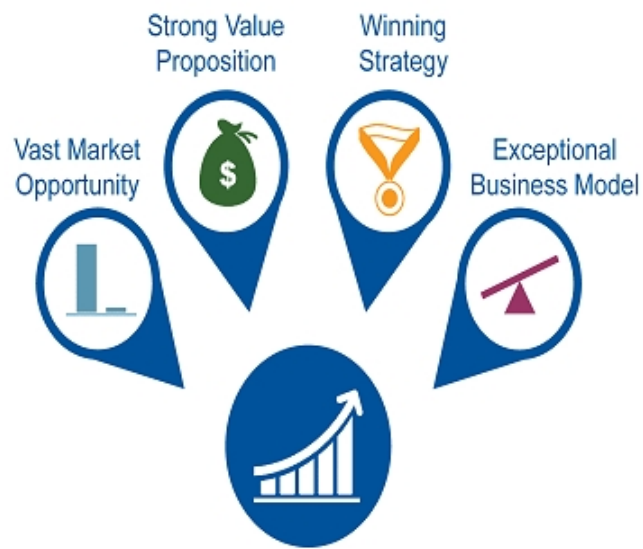 Strong Value
Proposition
Winning
Strategy
Vast Market
Opportunity
$
Exceptional
Business Model